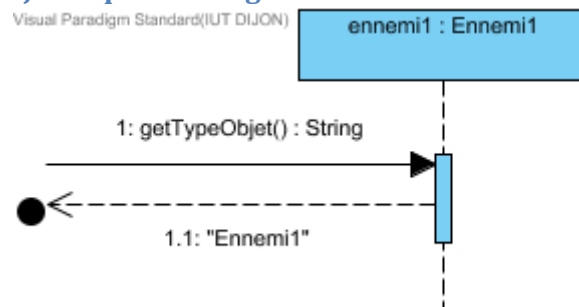 Visual Paradigm Standard(IUT DIJON)
ennemi1 : Ennemi1
1: getTypeObjet() : String
1.1: "Ennemi1"